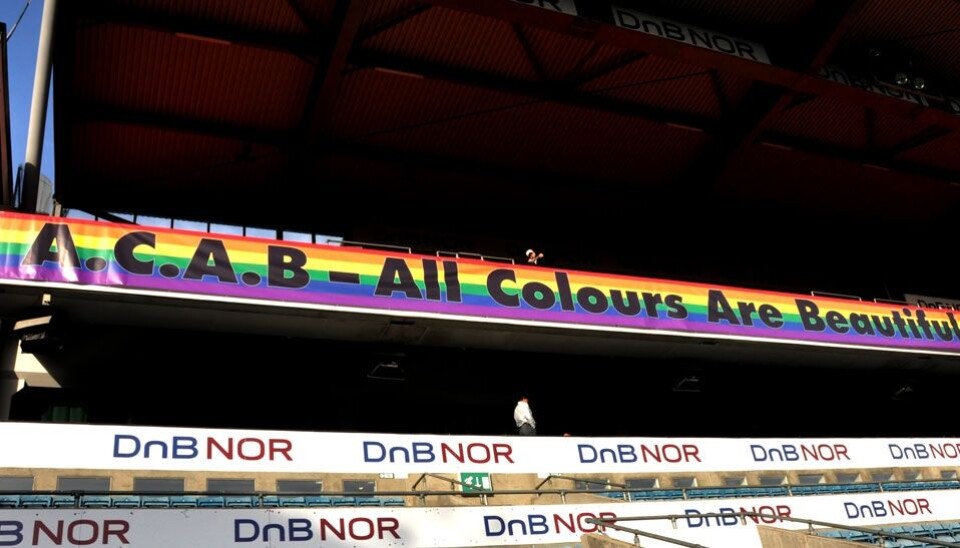 DnB NOR
A.C.A.B – All Colours Are Beautiful
DnB NOR DnB NOR DnB NOR DnB NOR DnB NOR
NOR DnB NOR DnB NOR DnB NOR DnB NOR